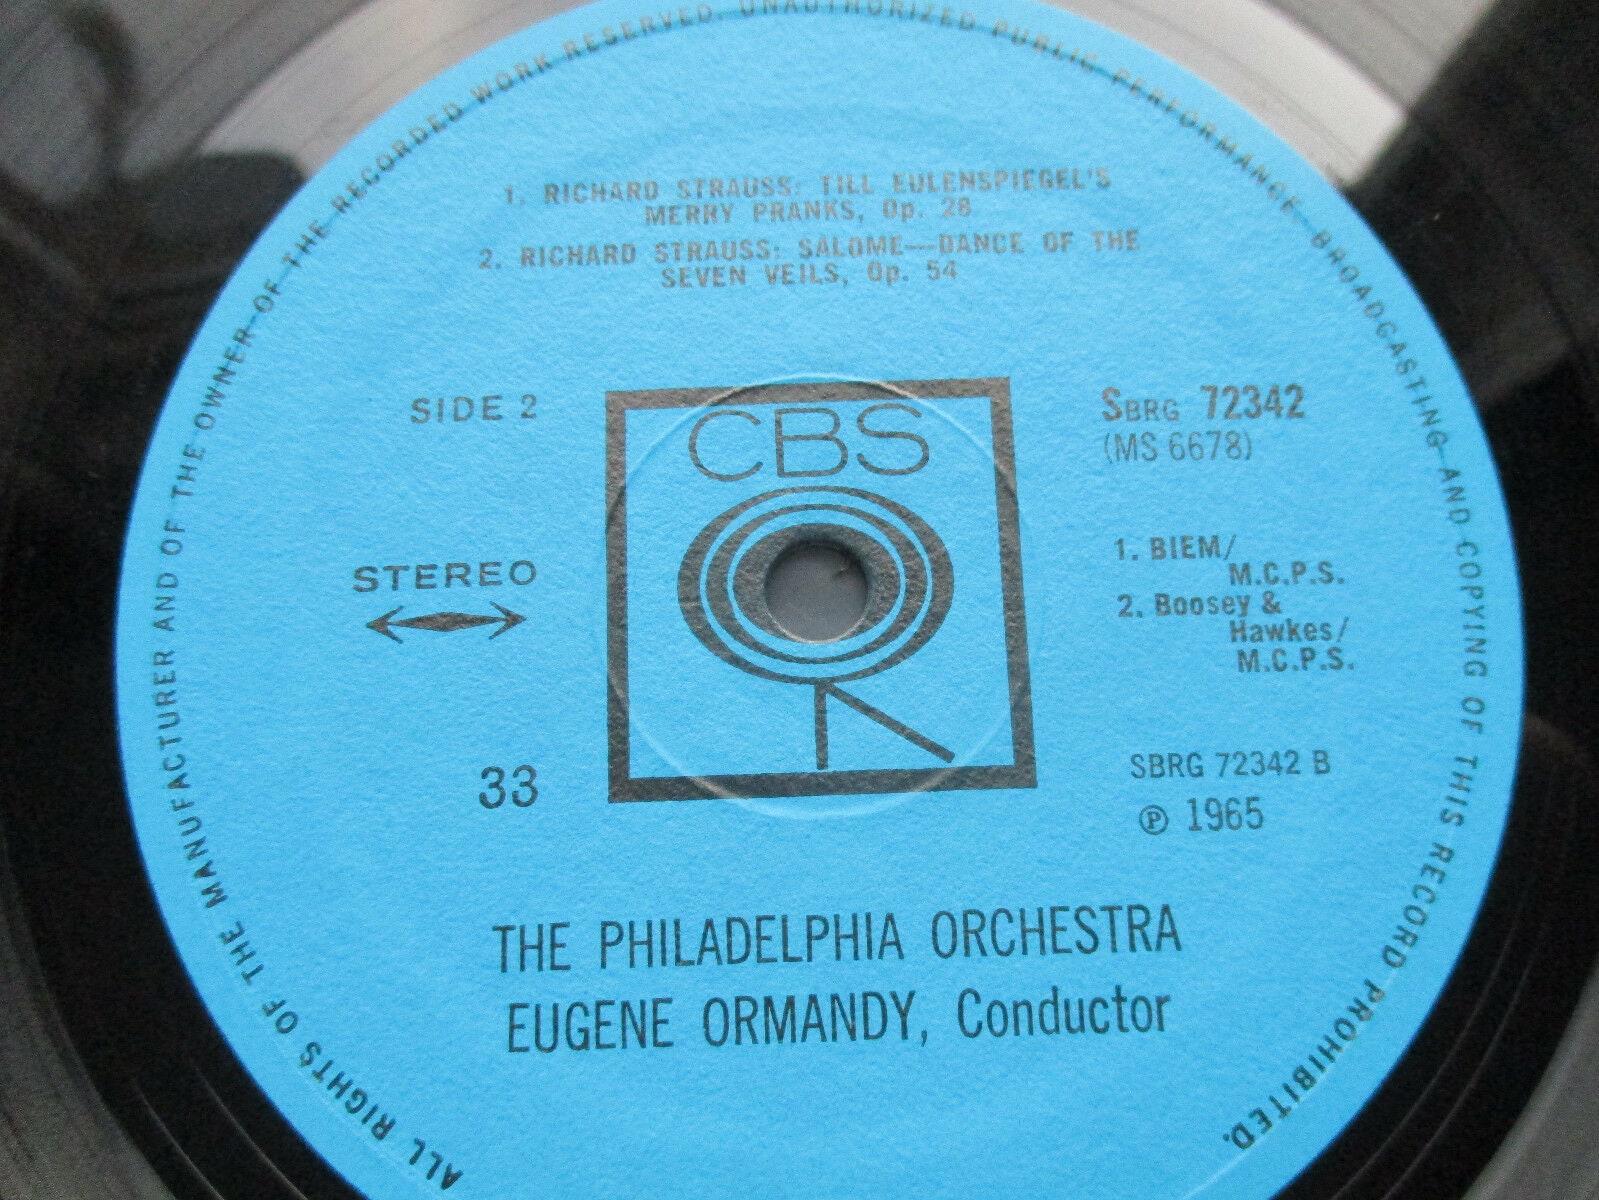 ALL RIGHTS OF THE MANUFACTURER AND OF THE OWNER OF THE RECORDED WORK RESERVED. UNAUTHORIZED PUBLIC PERFORMANCE BROADCASTING AND COPYING OF THIS RECORD PROHIBITED.
1. RICHARD STRAUSS: TILL EULENSPIEGEL'S
MERRY PRANKS, Op. 28
2. RICHARD STRAUSS: SALOME—DANCE OF THE
SEVEN VEILS, Op. 54
SIDE 2
CBS
SBRG 72342
(MS 6678)
STEREO
1. BIEM/
M.C.P.S.
2. Boosey &
Hawkes/
M.C.P.S.
33
SBRG 72342 B
℗ 1965
THE PHILADELPHIA ORCHESTRA
EUGENE ORMANDY, Conductor